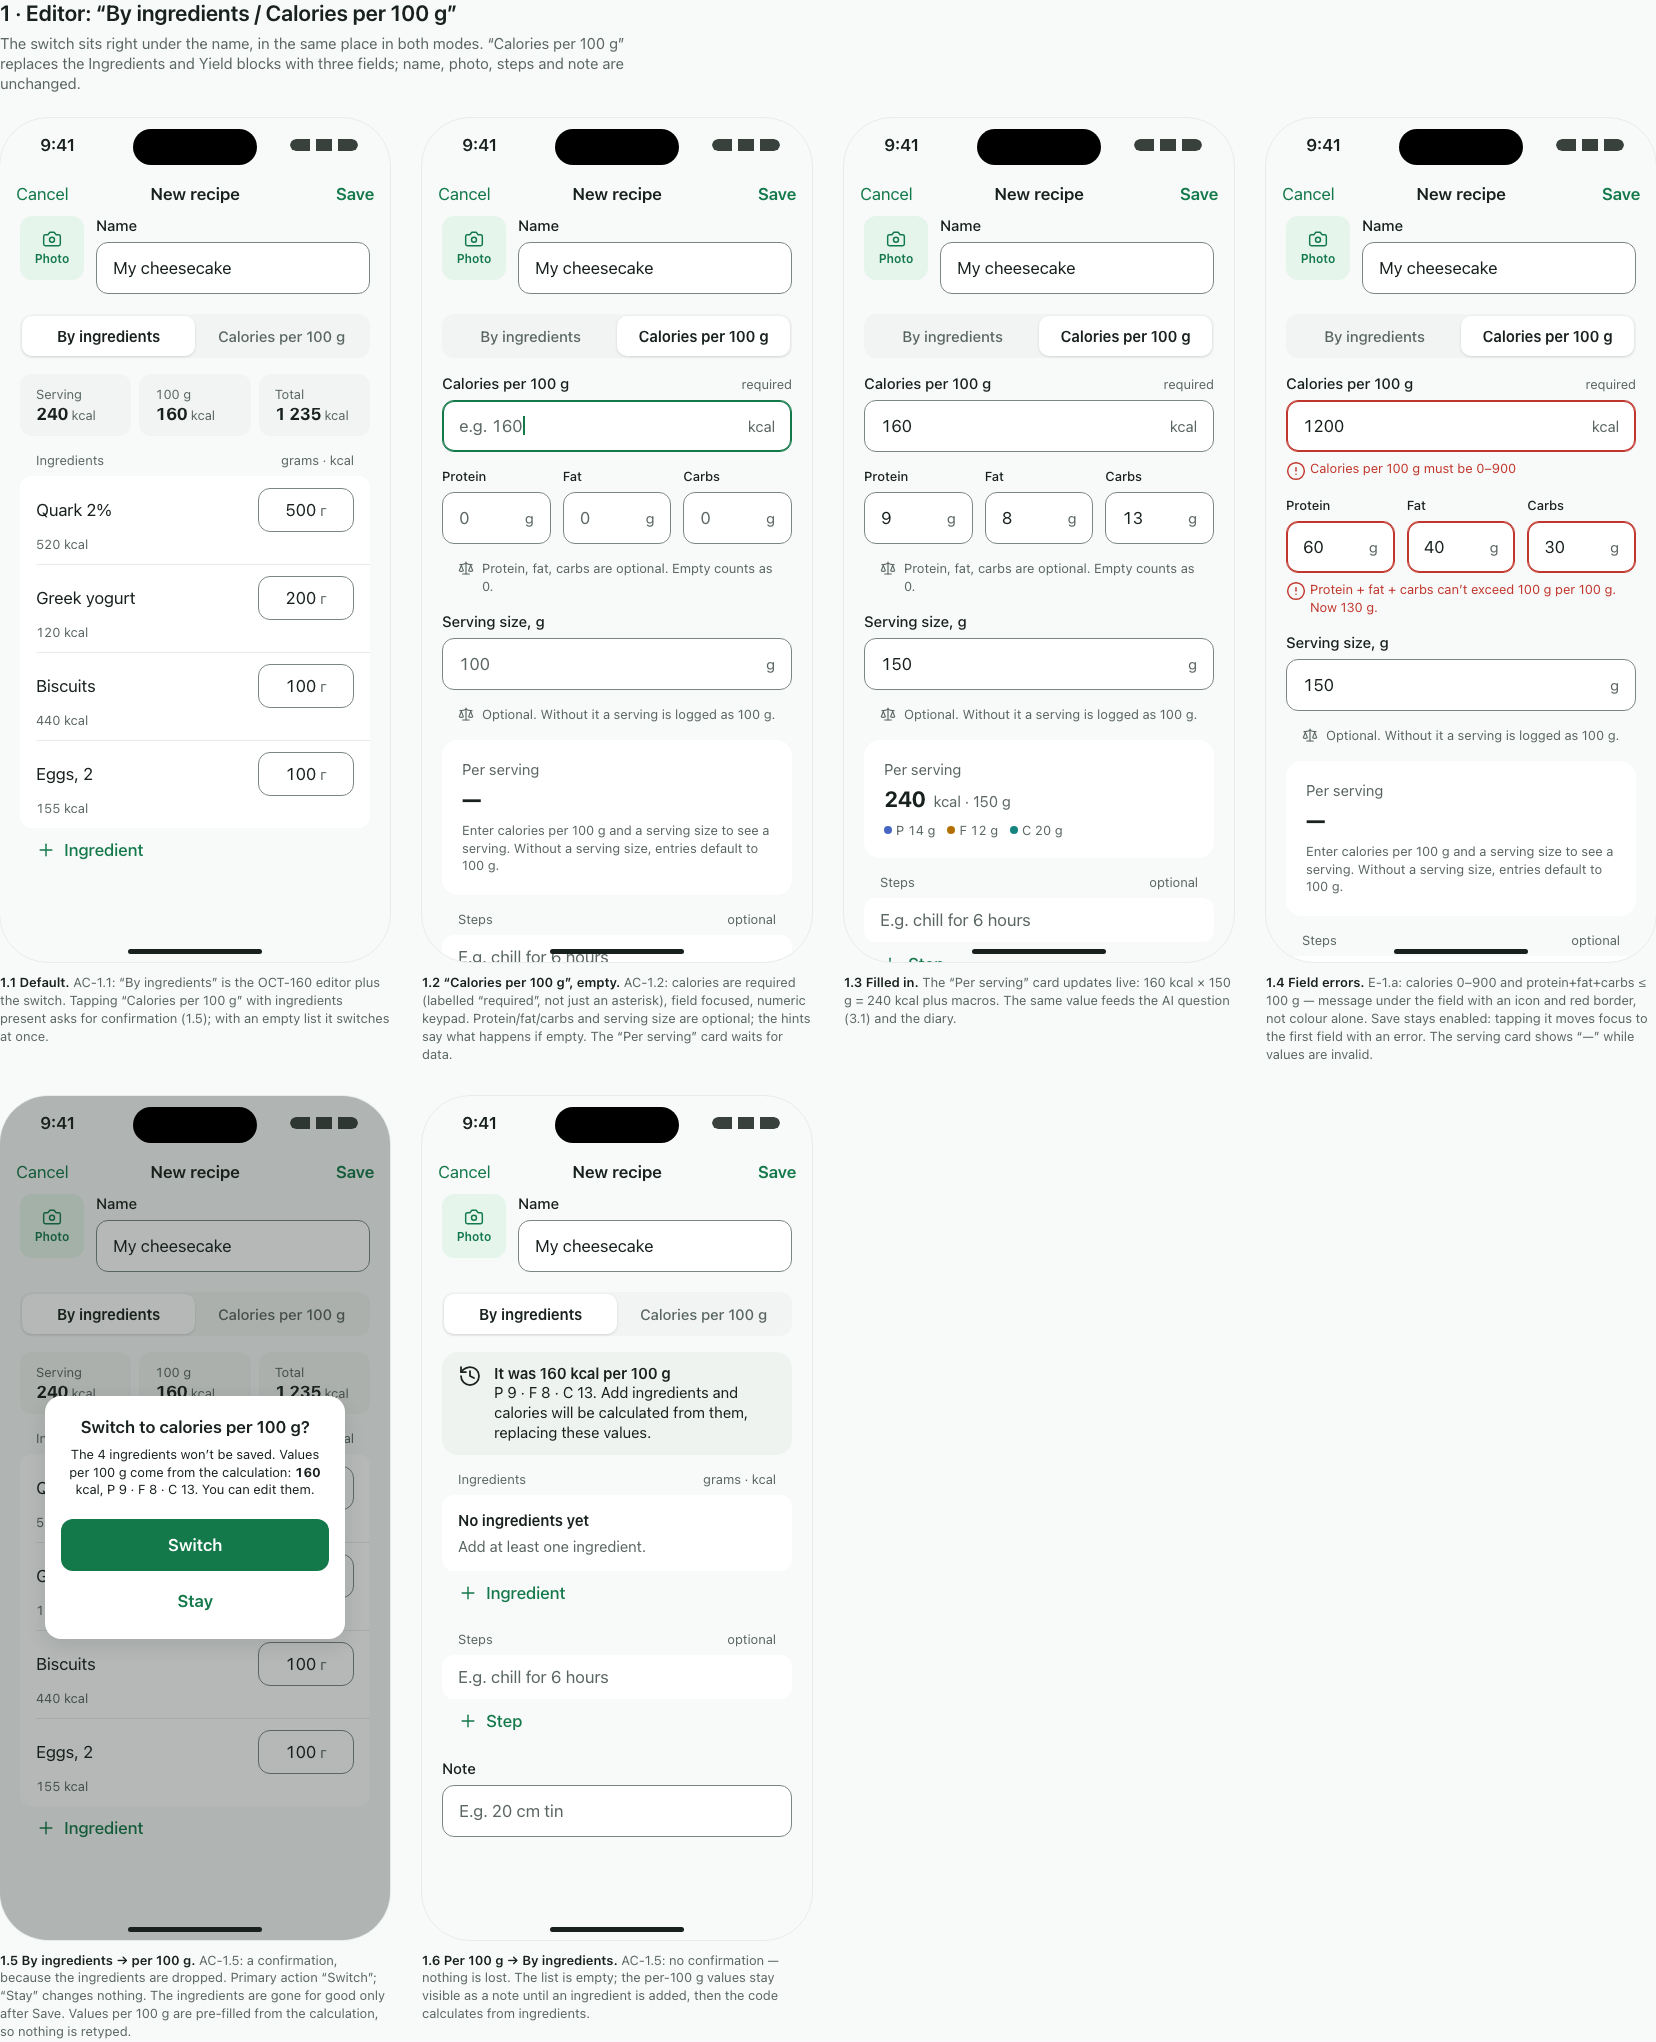 1 · Editor: “By ingredients / Calories per 100 g”
The switch sits right under the name, in the same place in both modes. “Calories per 100 g”
replaces the Ingredients and Yield blocks with three fields; name, photo, steps and note are
unchanged.
9:41
Cancel New recipe Save
Photo
Name
My cheesecake
By ingredients Calories per 100 g
Serving 100 g Total
240 kcal 160 kcal 1 235 kcal
Ingredients grams · kcal
Quark 2% 500 г
520 kcal
Greek yogurt 200 г
120 kcal
Biscuits 100 г
440 kcal
Eggs, 2 100 г
155 kcal
+ Ingredient
1.1 Default. AC-1.1: “By ingredients” is the OCT-160 editor plus
the switch. Tapping “Calories per 100 g” with ingredients
present asks for confirmation (1.5); with an empty list it switches
at once.
9:41
Cancel New recipe Save
Photo
Name
My cheesecake
By ingredients Calories per 100 g
Calories per 100 g required
e.g. 160 kcal
Protein Fat Carbs
0 g 0 g 0 g
Protein, fat, carbs are optional. Empty counts as
0.
Serving size, g
100 g
Optional. Without it a serving is logged as 100 g.
Per serving
—
Enter calories per 100 g and a serving size to see a
serving. Without a serving size, entries default to
100 g.
Steps optional
E.g. chill for 6 hours
1.2 “Calories per 100 g”, empty. AC-1.2: calories are required
(labelled “required”, not just an asterisk), field focused, numeric
keypad. Protein/fat/carbs and serving size are optional; the hints
say what happens if empty. The “Per serving” card waits for
data.
9:41
Cancel New recipe Save
Photo
Name
My cheesecake
By ingredients Calories per 100 g
Calories per 100 g required
160 kcal
Protein Fat Carbs
9 g 8 g 13 g
Protein, fat, carbs are optional. Empty counts as
0.
Serving size, g
150 g
Optional. Without it a serving is logged as 100 g.
Per serving
240 kcal · 150 g
P 14 g F 12 g C 20 g
Steps optional
E.g. chill for 6 hours
+ Step
1.3 Filled in. The “Per serving” card updates live: 160 kcal × 150
g = 240 kcal plus macros. The same value feeds the AI question
(3.1) and the diary.
9:41
Cancel New recipe Save
Photo
Name
My cheesecake
By ingredients Calories per 100 g
Calories per 100 g required
1200 kcal
Calories per 100 g must be 0–900
Protein Fat Carbs
60 g 40 g 30 g
Protein + fat + carbs can’t exceed 100 g per 100 g.
Now 130 g.
Serving size, g
150 g
Optional. Without it a serving is logged as 100 g.
Per serving
—
Enter calories per 100 g and a serving size to see a
serving. Without a serving size, entries default to
100 g.
Steps optional
1.4 Field errors. E-1.a: calories 0–900 and protein+fat+carbs ≤
100 g — message under the field with an icon and red border,
not colour alone. Save stays enabled: tapping it moves focus to
the first field with an error. The serving card shows “—” while
values are invalid.
9:41
Cancel New recipe Save
Photo
Name
My cheesecake
By ingredients Calories per 100 g
Serving 100 g Total
240 kcal 160 kcal 1 235 kcal
Switch to calories per 100 g?
The 4 ingredients won’t be saved. Values
per 100 g come from the calculation: 160
kcal, P 9 · F 8 · C 13. You can edit them.
Switch
Stay
Biscuits 100 г
440 kcal
Eggs, 2 100 г
155 kcal
+ Ingredient
1.5 By ingredients → per 100 g. AC-1.5: a confirmation,
because the ingredients are dropped. Primary action “Switch”;
“Stay” changes nothing. The ingredients are gone for good only
after Save. Values per 100 g are pre-filled from the calculation,
so nothing is retyped.
9:41
Cancel New recipe Save
Photo
Name
My cheesecake
By ingredients Calories per 100 g
It was 160 kcal per 100 g
P 9 · F 8 · C 13. Add ingredients and
calories will be calculated from them,
replacing these values.
Ingredients grams · kcal
No ingredients yet
Add at least one ingredient.
+ Ingredient
Steps optional
E.g. chill for 6 hours
+ Step
Note
E.g. 20 cm tin
1.6 Per 100 g → By ingredients. AC-1.5: no confirmation —
nothing is lost. The list is empty; the per-100 g values stay
visible as a note until an ingredient is added, then the code
calculates from ingredients.